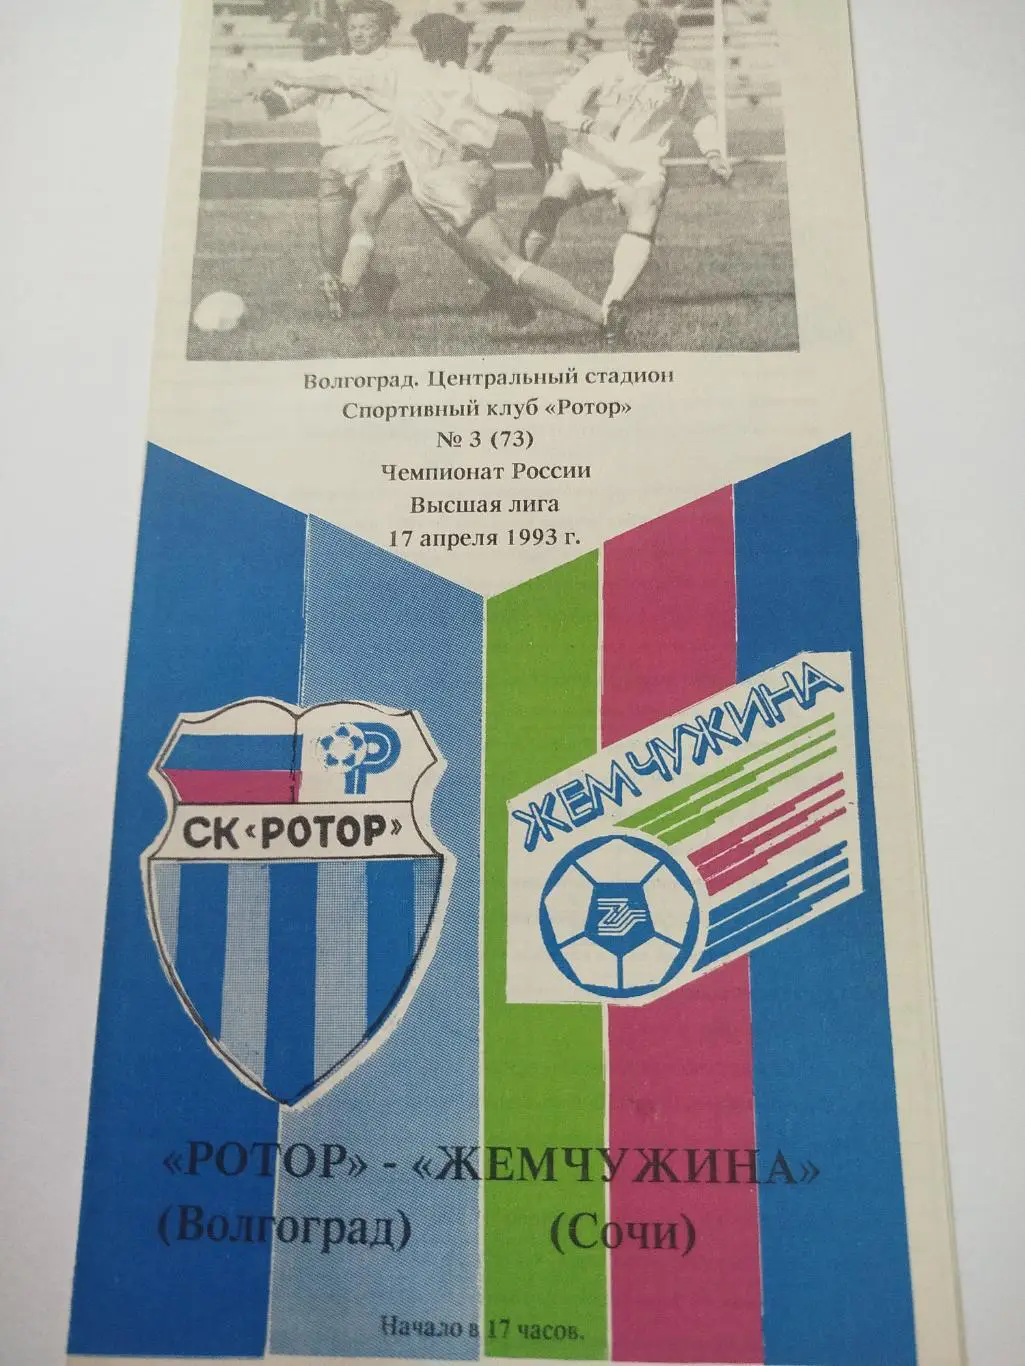 Волгоград. Центральный стадион
Спортивный клуб «Ротор»
№ 3 (73)
Чемпионат России
Высшая лига
17 апреля 1993 г.
ЖЕМЧУЖИНА
Р
СК «РОТОР»
«РОТОР» - «ЖЕМЧУЖИНА»
(Волгоград) (Сочи)
Начало в 17 часов.